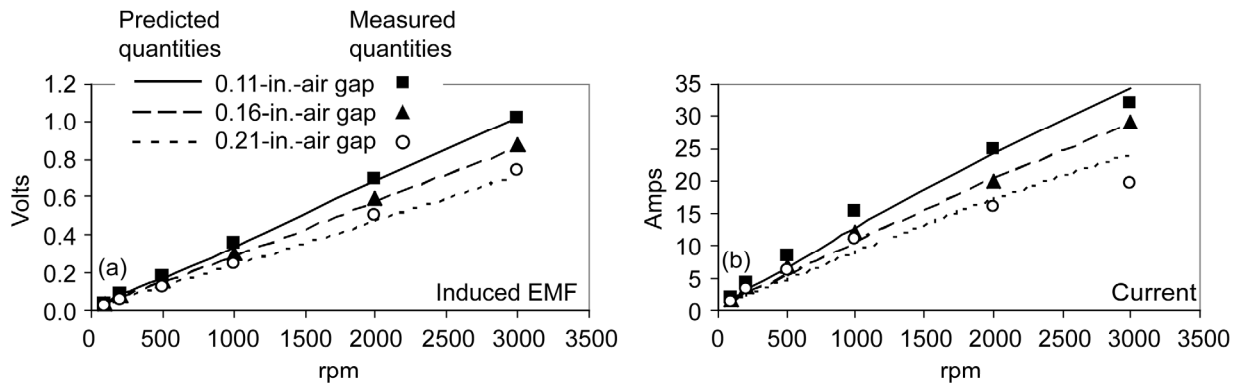 Predicted quantities
Measured quantities
0.11-in.-air gap
0.16-in.-air gap
0.21-in.-air gap
1.2
1.0
0.8
0.6
0.4
0.2
0.0
Volts
(a)
Induced EMF
0 500 1000 1500 2000 2500 3000 3500
rpm
35
30
25
20
15
10
5
0
Amps
(b)
Current
0 500 1000 1500 2000 2500 3000 3500
rpm